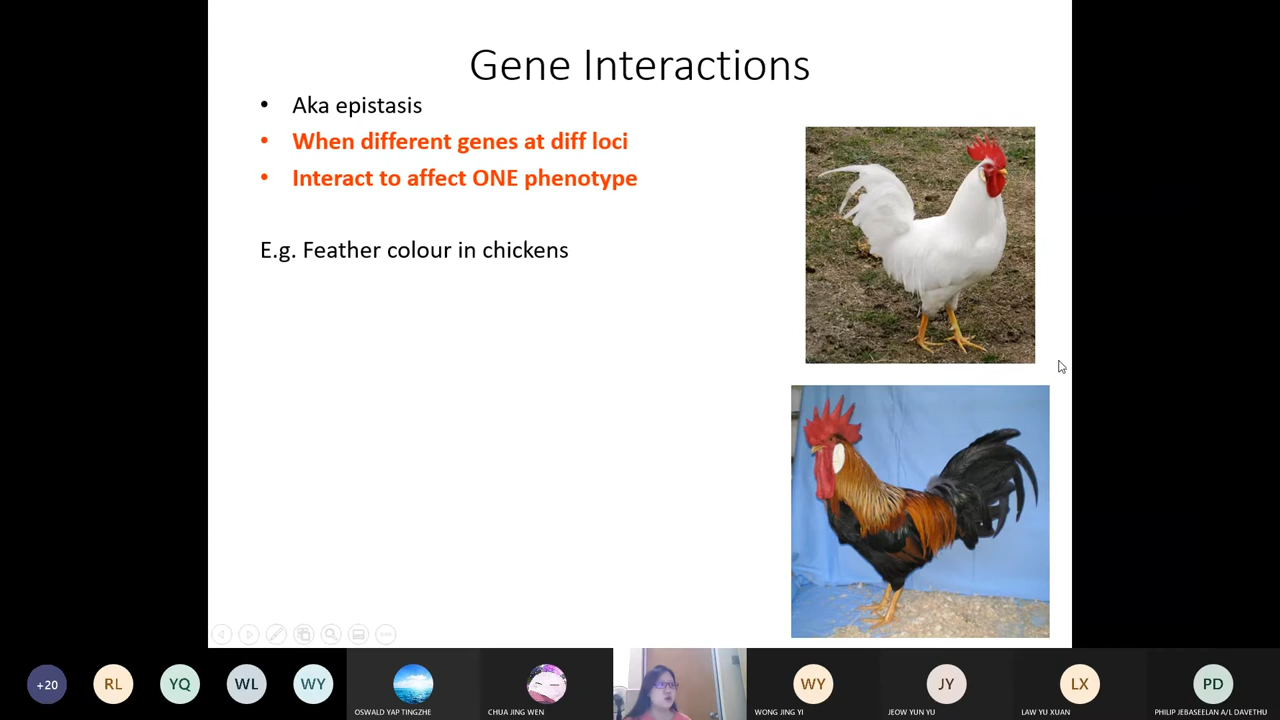 Gene Interactions
• Aka epistasis
• When different genes at diff loci
• Interact to affect ONE phenotype
E.g. Feather colour in chickens
+20
RL
YQ
WL
WY
OSWALD YAP TINGZHE
CHUA JING WEN
WY
WONG JING YI
JY
JEOW YUN YU
LX
LAW YU XUAN
PD
PHILIP JEBASEELAN A/L DAVETHU